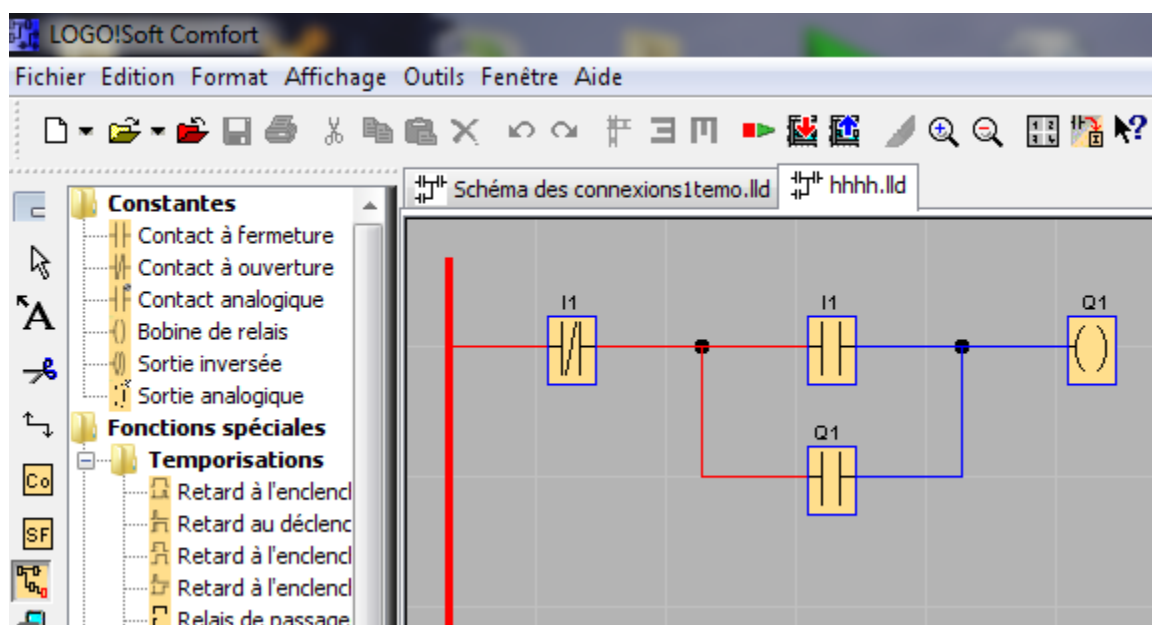 LOGO!Soft Comfort
Fichier Edition Format Affichage Outils Fenêtre Aide
Schéma des connexions1temo.lld
hhhh.lld
Constantes
Contact à fermeture
Contact à ouverture
Contact analogique
Bobine de relais
Sortie inversée
Sortie analogique
Fonctions spéciales
Temporisations
Retard à l'enclencl
Retard au déclenc
Retard à l'enclencl
Retard à l'enclencl
Relais de passage
A
Co
SF
I1
I1
Q1
Q1